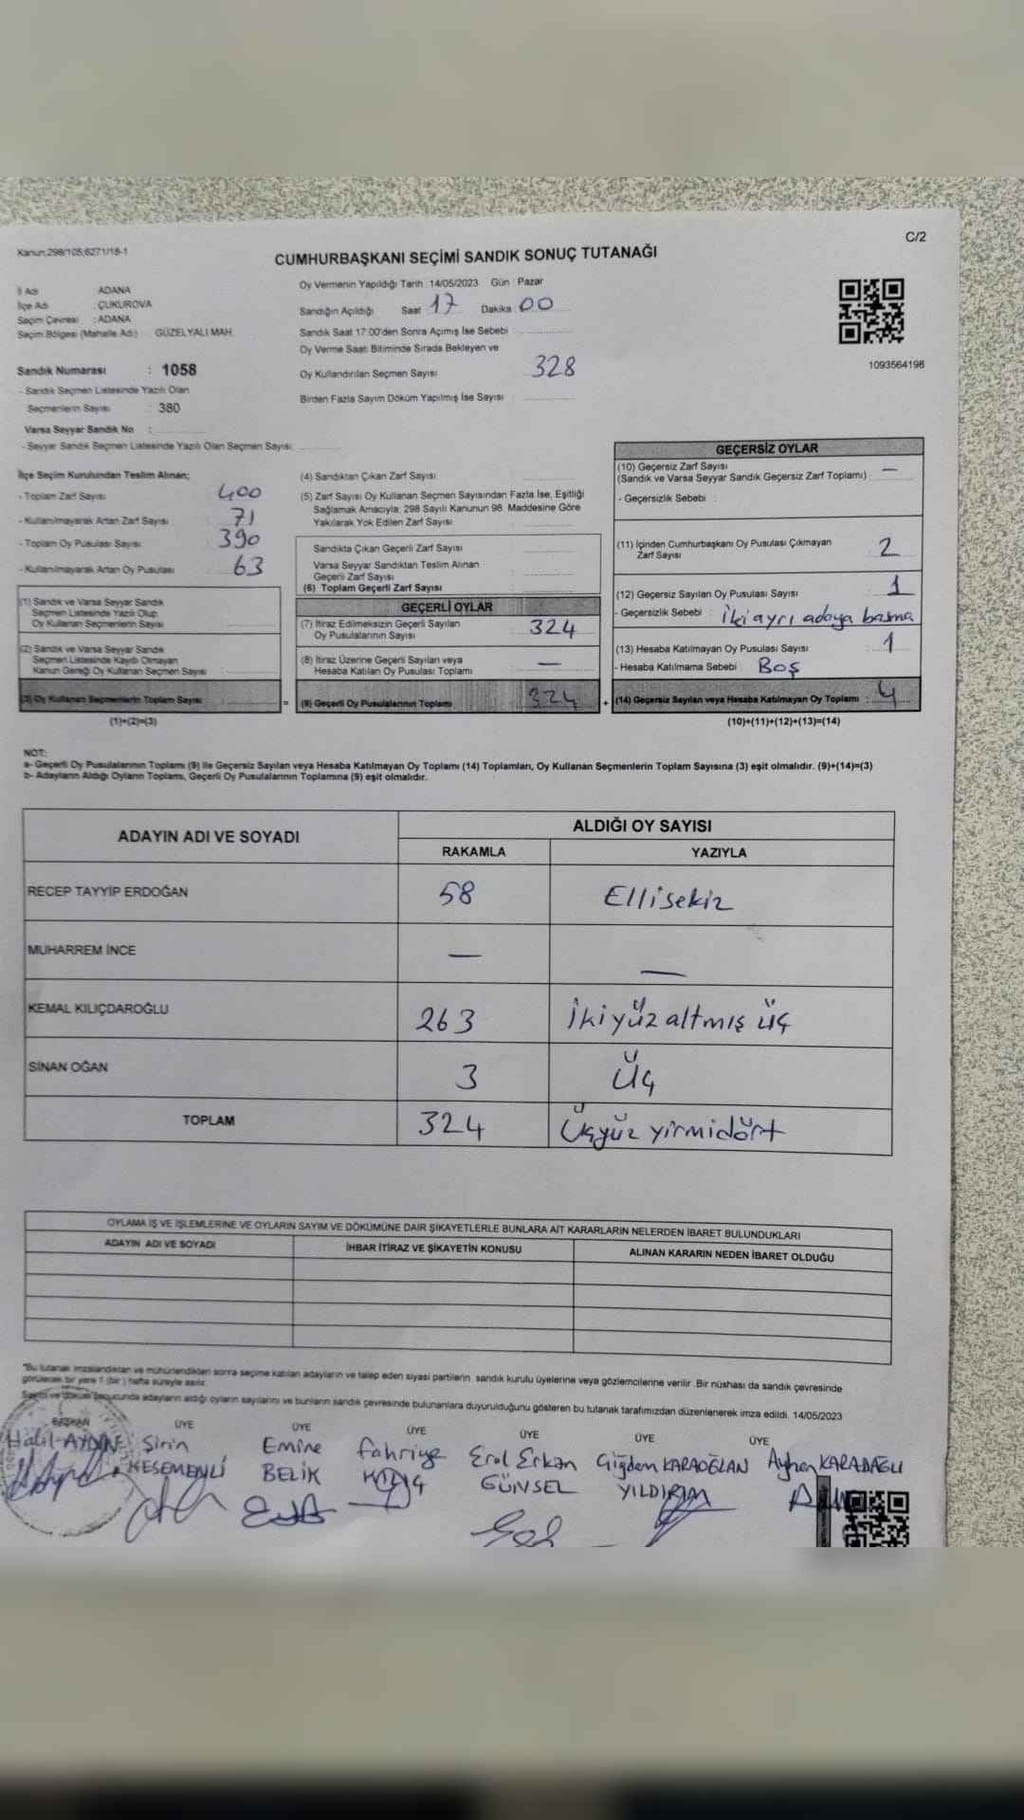 Kanun:298/105;6271/18-1
C/2
CUMHURBAŞKANI SEÇİMİ SANDIK SONUÇ TUTANAĞI
İl Adı : ADANA
İlçe Adı : ÇUKUROVA
Seçim Çevresi : ADANA
Seçim Bölgesi (Mahalle Adı) : GÜZELYALI MAH.
Sandık Numarası : 1058
- Sandık Seçmen Listesinde Yazılı Olan
Seçmenlerin Sayısı : 380
Varsa Seyyar Sandık No :
- Seyyar Sandık Seçmen Listesinde Yazılı Olan Seçmen Sayısı:
Oy Vermenin Yapıldığı Tarih :14/05/2023 Gün : Pazar
Sandığın Açıldığı Saat 17 Dakika 00
Sandık Saat 17.00'den Sonra Açılmış İse Sebebi
Oy Verme Saati Bitiminde Sırada Bekleyen ve
Oy Kullandırılan Seçmen Sayısı 328
Birden Fazla Sayım Döküm Yapılmış İse Sayısı
1093564196
İlçe Seçim Kurulundan Teslim Alınan;
- Toplam Zarf Sayısı 400
- Kullanılmayarak Artan Zarf Sayısı 71
- Toplam Oy Pusulası Sayısı 390
- Kullanılmayarak Artan Oy Pusulası 63
(1) Sandık ve Varsa Seyyar Sandık
Seçmen Listesinde Yazılı Olup
Oy Kullanan Seçmenlerin Sayısı
(2) Sandık ve Varsa Seyyar Sandık
Seçmen Listesinde Kayıtlı Olmayan
Kanun Gereği Oy Kullanan Seçmen Sayısı
(3) Oy Kullanan Seçmenlerin Toplam Sayısı
(1)+(2)=(3)
(4) Sandıktan Çıkan Zarf Sayısı
(5) Zarf Sayısı Oy Kullanan Seçmen Sayısından Fazla İse, Eşitliği
Sağlamak Amacıyla, 298 Sayılı Kanunun 98. Maddesine Göre
Yakılarak Yok Edilen Zarf Sayısı
Sandıkta Çıkan Geçerli Zarf Sayısı
Varsa Seyyar Sandıktan Teslim Alınan
Geçerli Zarf Sayısı
(6) Toplam Geçerli Zarf Sayısı
GEÇERLİ OYLAR
(7) İtiraz Edilmeksizin Geçerli Sayılan
Oy Pusulalarının Sayısı 324
(8) İtiraz Üzerine Geçerli Sayılan veya
Hesaba Katılan Oy Pusulası Toplamı —
= (9) Geçerli Oy Pusulalarının Toplamı 324
GEÇERSİZ OYLAR
(10) Geçersiz Zarf Sayısı
(Sandık ve Varsa Seyyar Sandık Geçersiz Zarf Toplamı) : —
- Geçersizlik Sebebi :
(11) İçinden Cumhurbaşkanı Oy Pusulası Çıkmayan
Zarf Sayısı 2
(12) Geçersiz Sayılan Oy Pusulası Sayısı 1
- Geçersizlik Sebebi : İki ayrı adaya basma
(13) Hesaba Katılmayan Oy Pusulası Sayısı 1
- Hesaba Katılmama Sebebi : Boş
+ (14) Geçersiz Sayılan veya Hesaba Katılmayan Oy Toplamı : 4
(10)+(11)+(12)+(13)=(14)
NOT:
a- Geçerli Oy Pusulalarının Toplamı (9) ile Geçersiz Sayılan veya Hesaba Katılmayan Oy Toplamı (14) Toplamları, Oy Kullanan Seçmenlerin Toplam Sayısına (3) eşit olmalıdır. (9)+(14)=(3)
b- Adayların Aldığı Oyların Toplamı, Geçerli Oy Pusulalarının Toplamına (9) eşit olmalıdır.
ADAYIN ADI VE SOYADI
ALDIĞI OY SAYISI
RAKAMLA YAZIYLA
RECEP TAYYİP ERDOĞAN 58 Ellisekiz
MUHARREM İNCE — —
KEMAL KILIÇDAROĞLU 263 İkiyüz altmış üç
SİNAN OĞAN 3 Üç
TOPLAM 324 Üçyüz yirmidört
OYLAMA İŞ VE İŞLEMLERİNE VE OYLARIN SAYIM VE DÖKÜMÜNE DAİR ŞİKAYETLERLE BUNLARA AİT KARARLARIN NELERDEN İBARET BULUNDUKLARI
ADAYIN ADI VE SOYADI İHBAR İTİRAZ VE ŞİKAYETİN KONUSU ALINAN KARARIN NEDEN İBARET OLDUĞU
"Bu tutanak imzalandıktan ve mühürlendikten sonra seçime katılan adayların ve talep eden siyasi partilerin sandık kurulu üyelerine veya gözlemcilerine verilir. Bir nüshası da sandık çevresinde
görülecek bir yere 1 (bir) hafta süreyle asılır.
Sayım ve döküm sonucunda adayların aldığı oyların sayılarını ve bunların sandık çevresinde bulunanlara duyurulduğunu gösteren bu tutanak tarafımızdan düzenlenerek imza edildi. 14/05/2023
BAŞKAN ÜYE ÜYE ÜYE ÜYE ÜYE ÜYE
Halil AYDIN Şirin Emine Fahriye Erol Erkan Çiğdem KARAOĞLAN Ayhan KARADAĞLI
KESEMENLİ BELİK GÜNSEL YILDIRIM